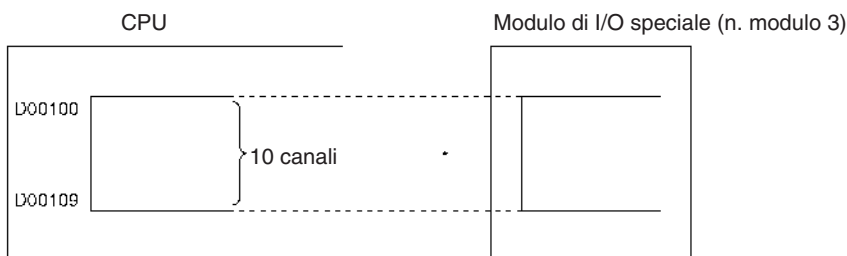 CPU
Modulo di I/O speciale (n. modulo 3)
D00100
10 canali
D00109